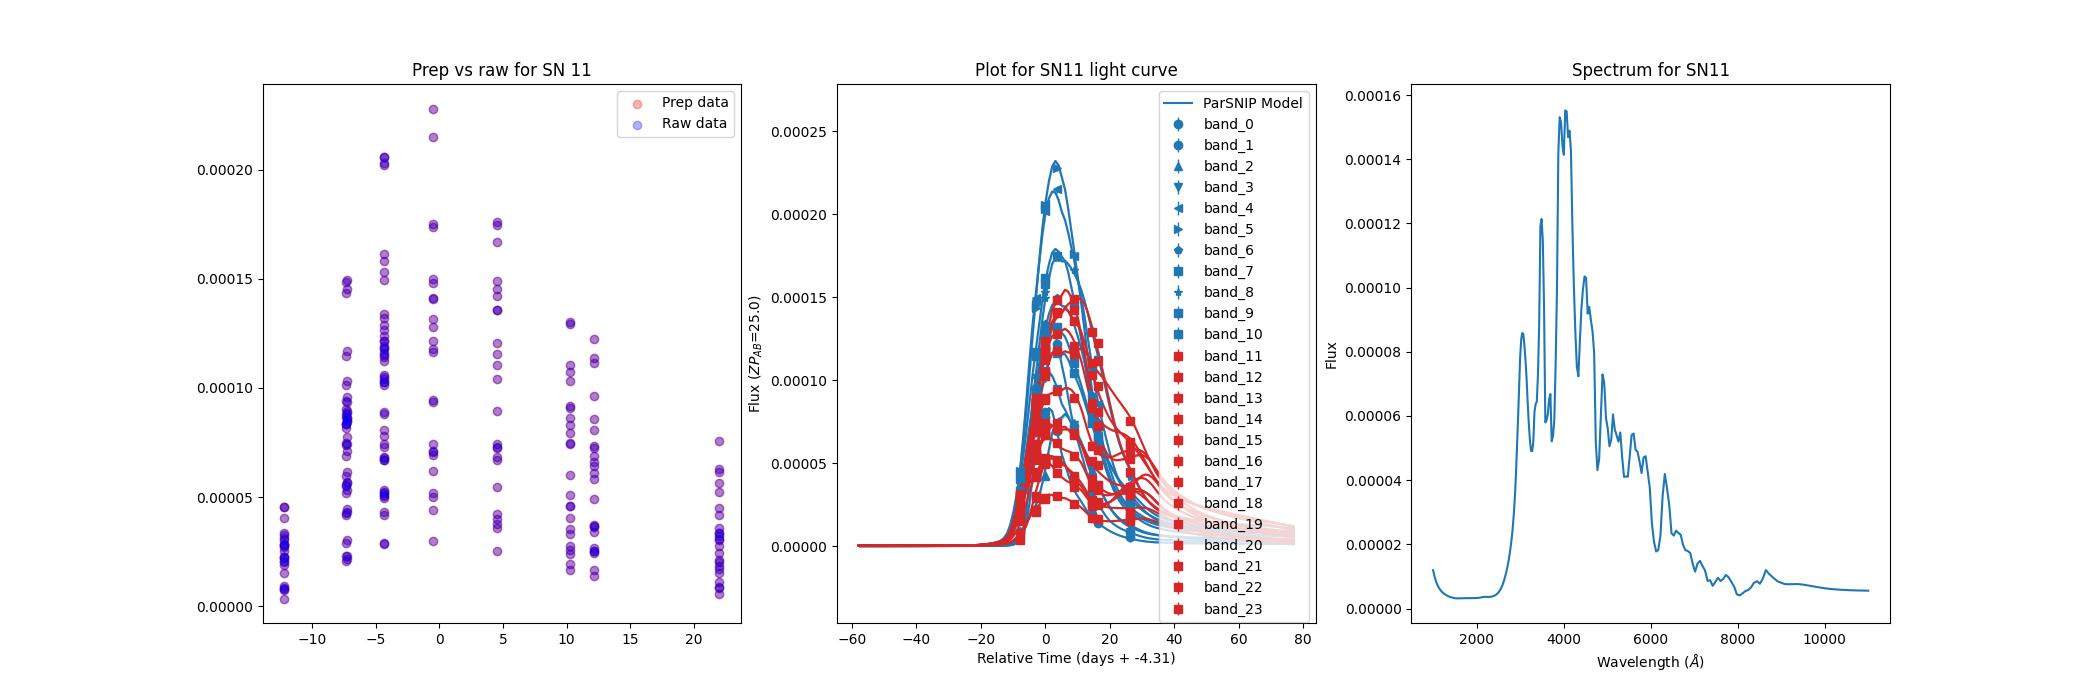 Prep vs raw for SN 11
Prep data
Raw data
0.00020
0.00015
0.00010
0.00005
0.00000
−10
−5
0
5
10
15
20
Plot for SN11 light curve
Flux (ZP_AB=25.0)
0.00025
0.00020
0.00015
0.00010
0.00005
0.00000
ParSNIP Model
band_0
band_1
band_2
band_3
band_4
band_5
band_6
band_7
band_8
band_9
band_10
band_11
band_12
band_13
band_14
band_15
band_16
band_17
band_18
band_19
band_20
band_21
band_22
band_23
−60
−40
−20
0
20
40
60
80
Relative Time (days + -4.31)
Spectrum for SN11
Flux
0.00016
0.00014
0.00012
0.00010
0.00008
0.00006
0.00004
0.00002
0.00000
2000
4000
6000
8000
10000
Wavelength (Å)